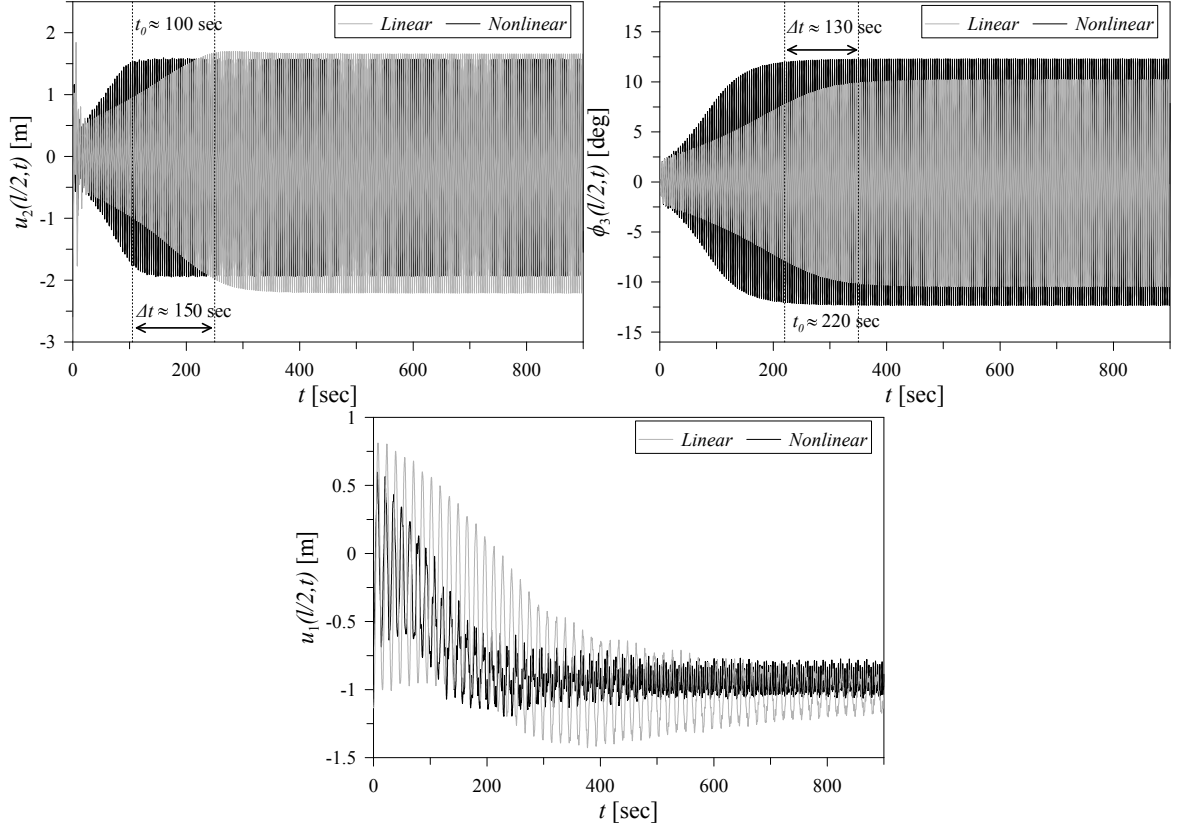 t₀ ≈ 100 sec
Linear
Nonlinear
2
1
0
-1
-2
-3
u₂(l/2,t) [m]
Δt ≈ 150 sec
0 200 400 600 800
t [sec]
Δt ≈ 130 sec
Linear
Nonlinear
15
10
5
0
-5
-10
-15
ϕ₃(l/2,t) [deg]
t₀ ≈ 220 sec
0 200 400 600 800
t [sec]
Linear
Nonlinear
1
0.5
0
-0.5
-1
-1.5
u₁(l/2,t) [m]
0 200 400 600 800
t [sec]